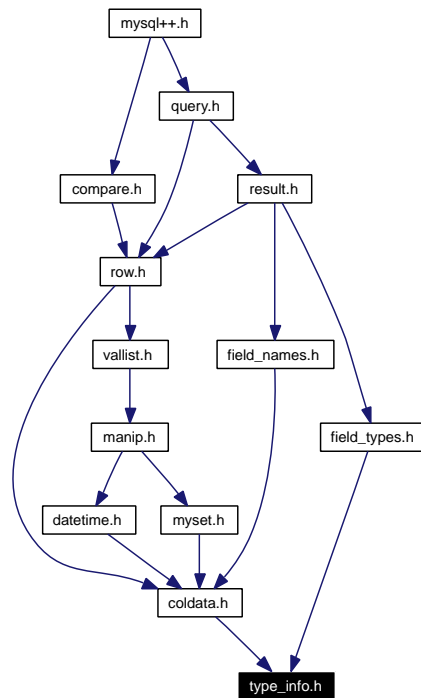 mysql++.h
query.h
compare.h
result.h
row.h
vallist.h
field_names.h
manip.h
field_types.h
datetime.h
myset.h
coldata.h
type_info.h